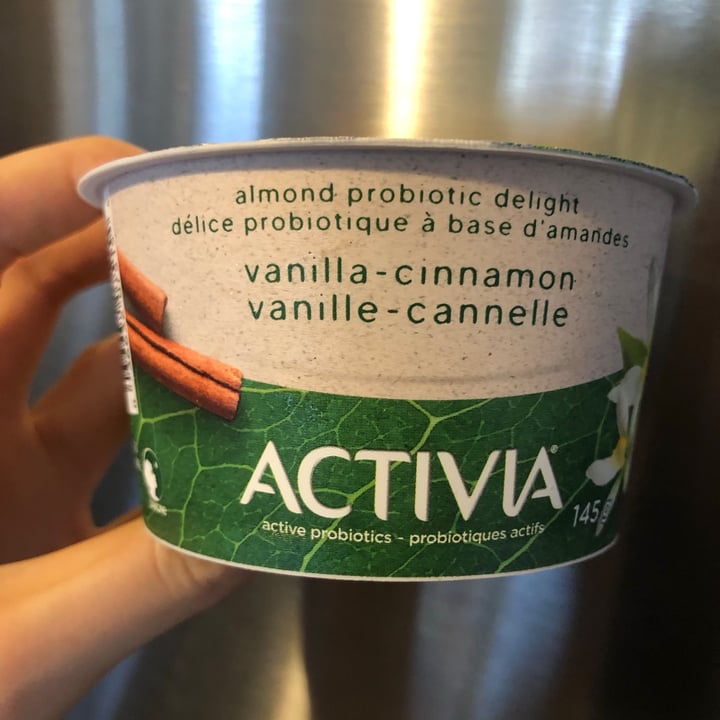 almond probiotic delight
délice probiotique à base d'amandes
vanilla-cinnamon
vanille-cannelle
ACTIVIA®
active probiotics - probiotiques actifs
145 g